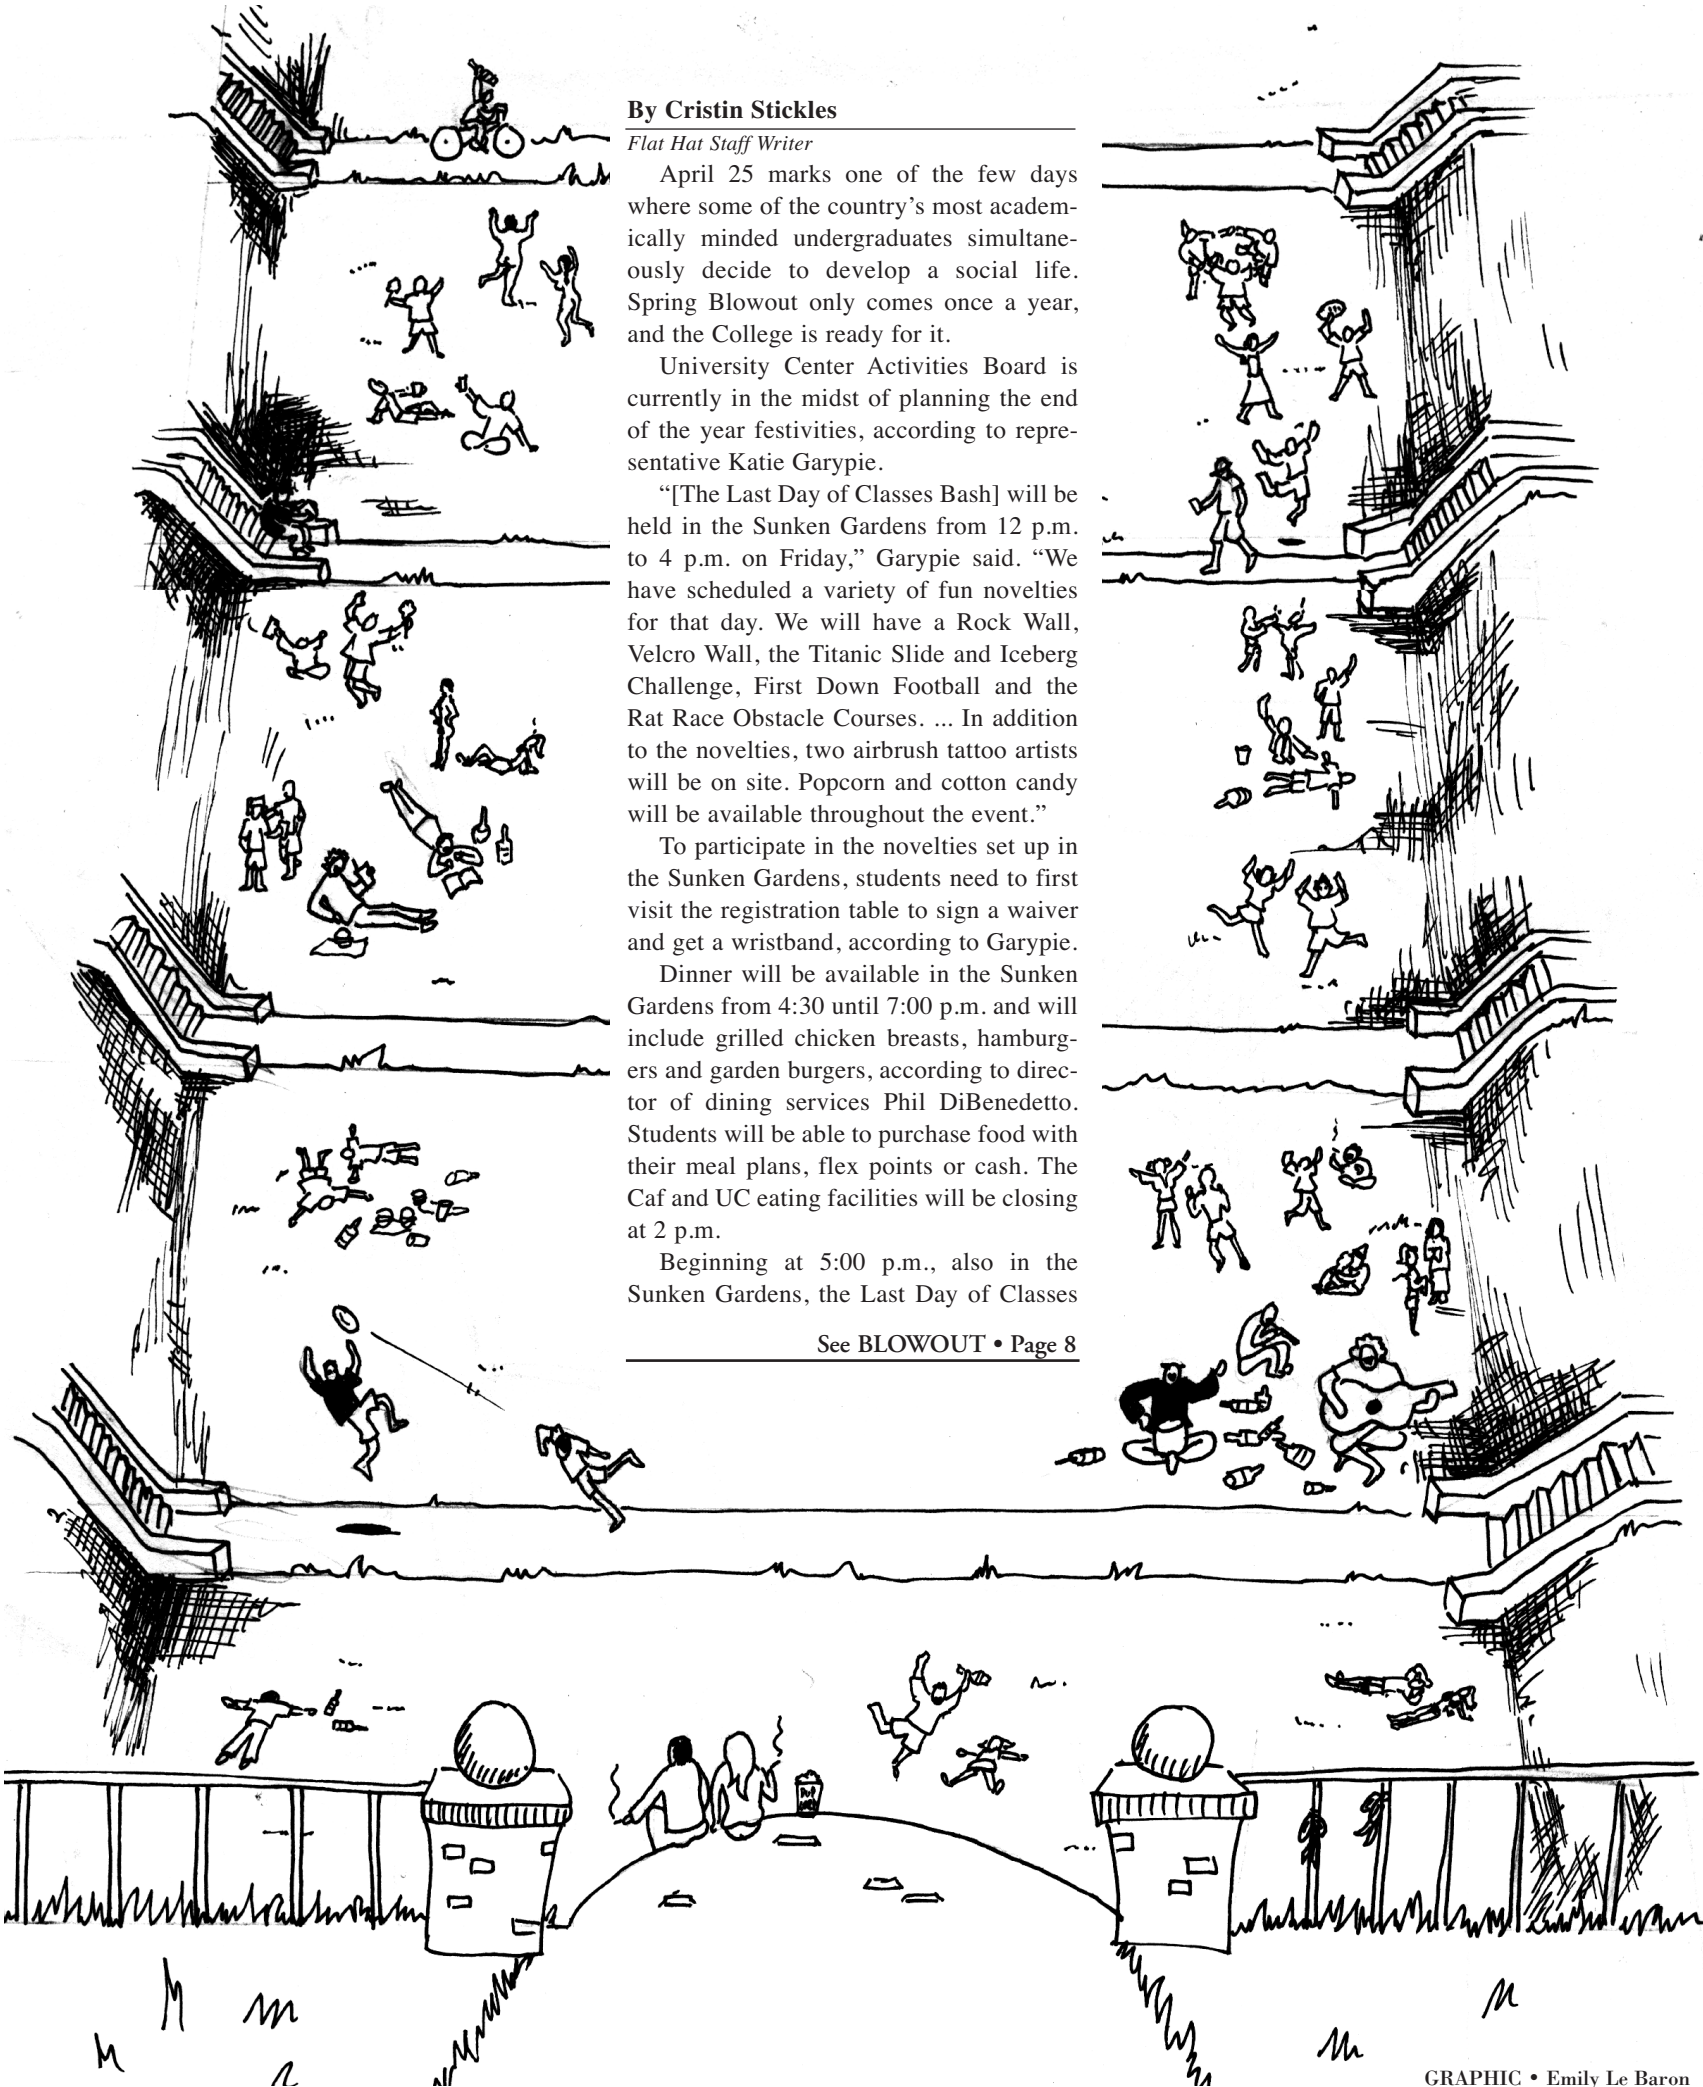 By Cristin Stickles
Flat Hat Staff Writer
April 25 marks one of the few days
where some of the country’s most academ-
ically minded undergraduates simultane-
ously decide to develop a social life.
Spring Blowout only comes once a year,
and the College is ready for it.
University Center Activities Board is
currently in the midst of planning the end
of the year festivities, according to repre-
sentative Katie Garypie.
“[The Last Day of Classes Bash] will be
held in the Sunken Gardens from 12 p.m.
to 4 p.m. on Friday,” Garypie said. “We
have scheduled a variety of fun novelties
for that day. We will have a Rock Wall,
Velcro Wall, the Titanic Slide and Iceberg
Challenge, First Down Football and the
Rat Race Obstacle Courses. ... In addition
to the novelties, two airbrush tattoo artists
will be on site. Popcorn and cotton candy
will be available throughout the event.”
To participate in the novelties set up in
the Sunken Gardens, students need to first
visit the registration table to sign a waiver
and get a wristband, according to Garypie.
Dinner will be available in the Sunken
Gardens from 4:30 until 7:00 p.m. and will
include grilled chicken breasts, hamburg-
ers and garden burgers, according to direc-
tor of dining services Phil DiBenedetto.
Students will be able to purchase food with
their meal plans, flex points or cash. The
Caf and UC eating facilities will be closing
at 2 p.m.
Beginning at 5:00 p.m., also in the
Sunken Gardens, the Last Day of Classes
See BLOWOUT • Page 8
GRAPHIC • Emily Le Baron